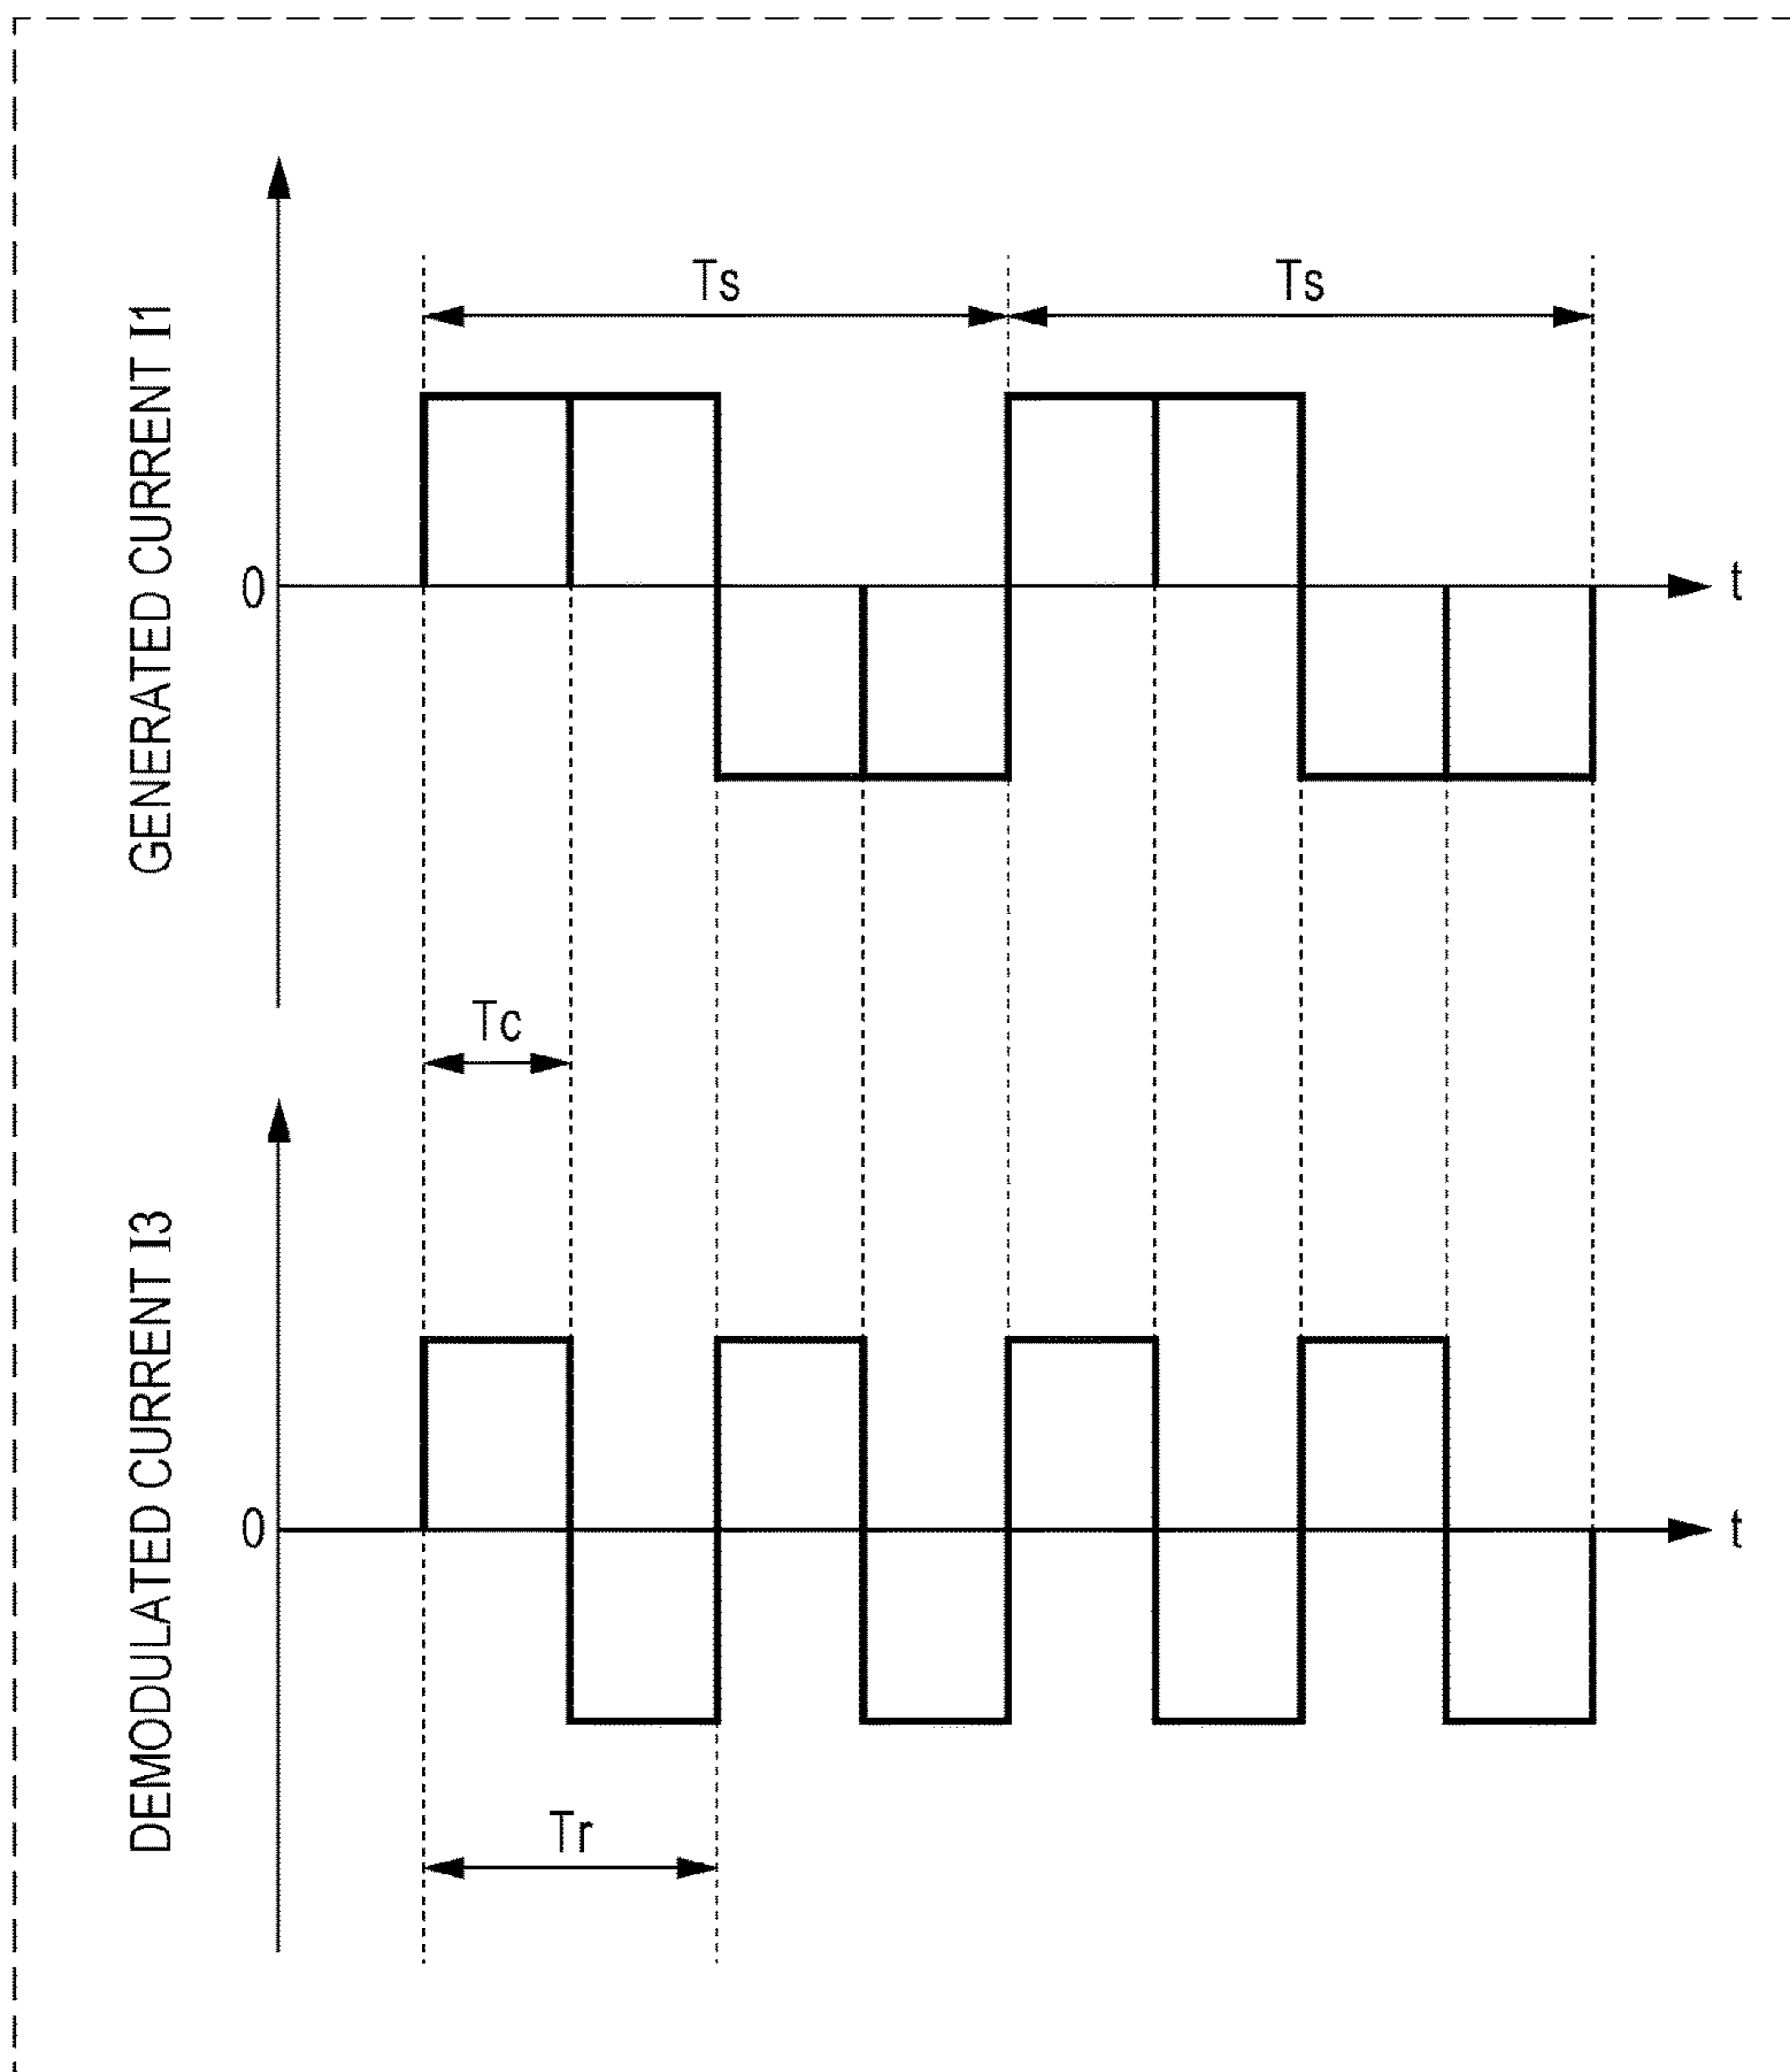 GENERATED CURRENT I1
Ts
Ts
0
t
Tc
DEMODULATED CURRENT I3
0
t
Tr